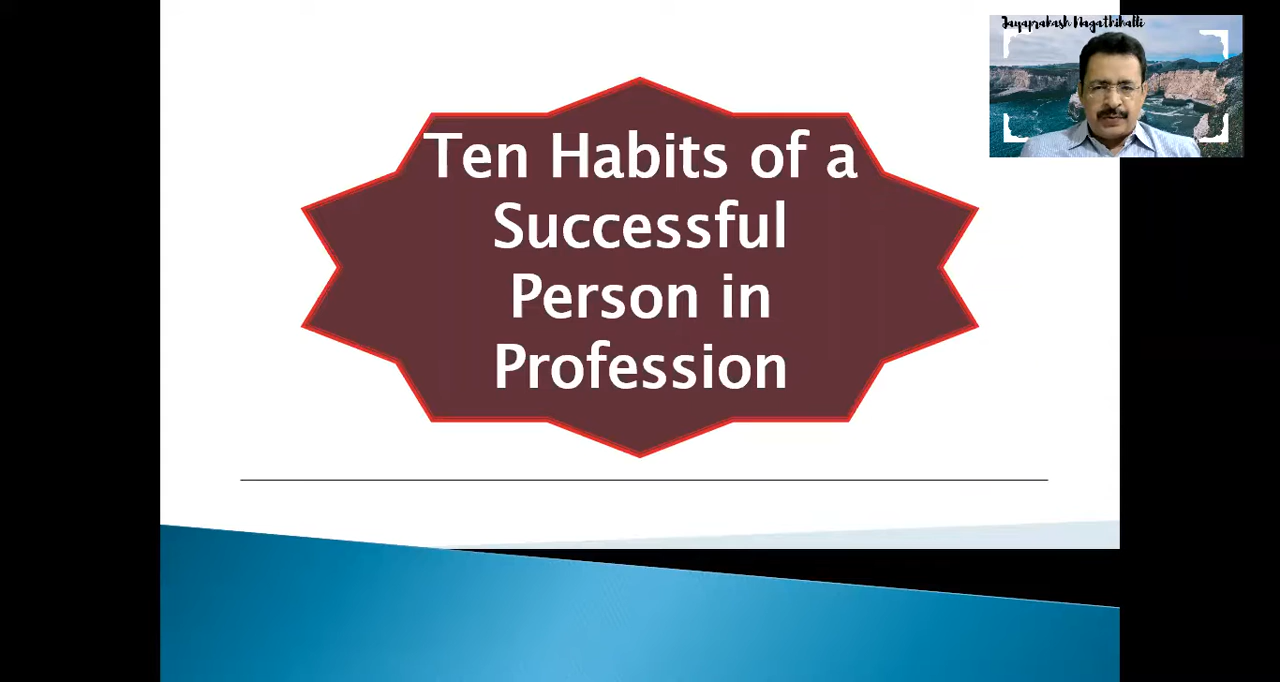 Jayaprakash Nagathihalli
Ten Habits of a
Successful
Person in
Profession